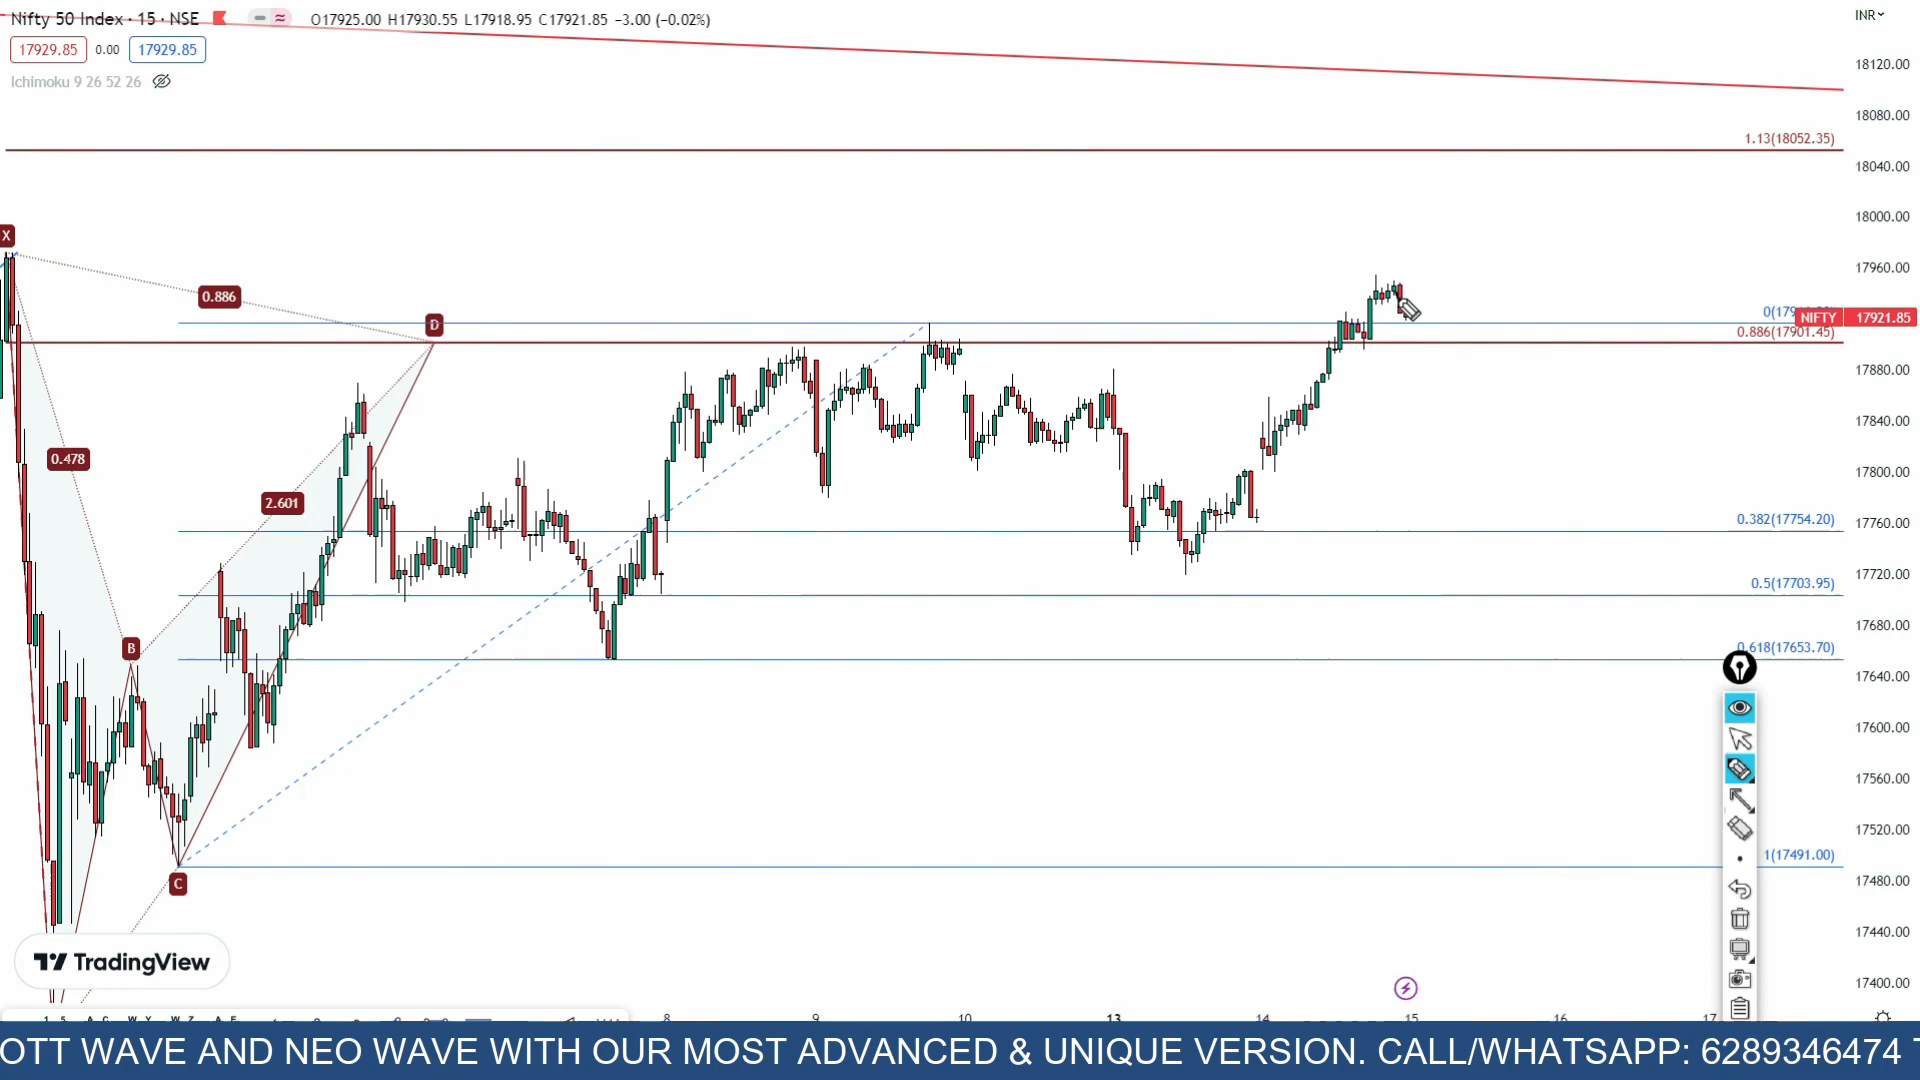 Nifty 50 Index · 15 · NSE O17925.00 H17930.55 L17918.95 C17921.85 −3.00 (−0.02%)
INR
17929.85 0.00 17929.85
Ichimoku 9 26 52 26
18120.00
18080.00
1.13(18052.35)
18040.00
18000.00
X
17960.00
0.886
D
NIFTY 17921.85
0.886(17901.45)
17880.00
17840.00
0.478
17800.00
2.601
0.382(17754.20)
17760.00
17720.00
0.5(17703.95)
17680.00
B
0.618(17653.70)
17640.00
17600.00
17560.00
17520.00
1(17491.00)
C
17480.00
17440.00
TradingView
17400.00
8 9 10 13 14 15 16 17
OTT WAVE AND NEO WAVE WITH OUR MOST ADVANCED & UNIQUE VERSION. CALL/WHATSAPP: 6289346474